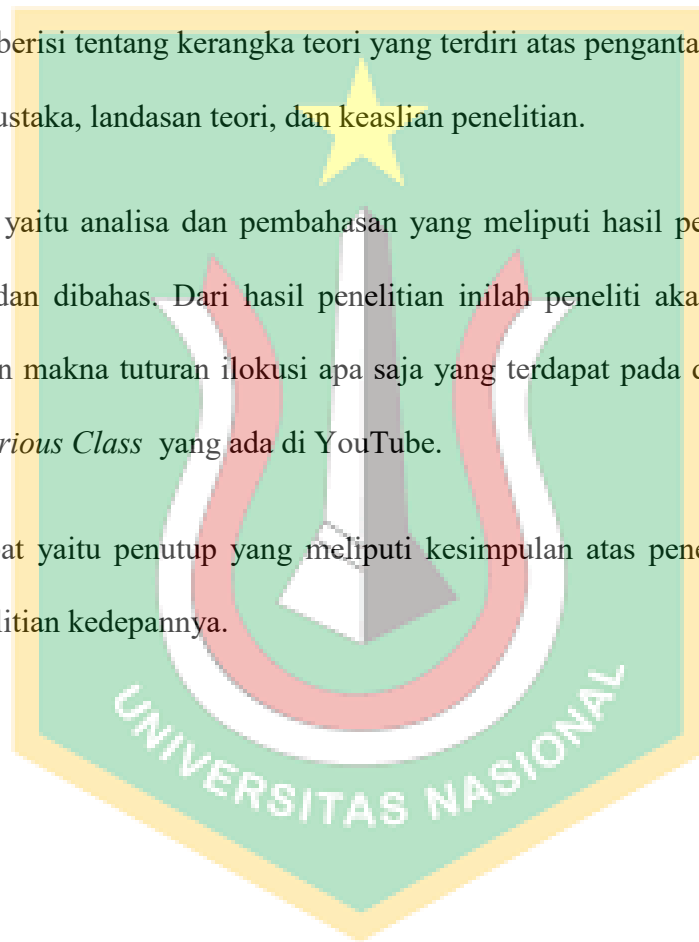 berisi tentang kerangka teori yang terdiri atas penganta
ustaka, landasan teori, dan keaslian penelitian.
yaitu analisa dan pembahasan yang meliputi hasil pe
dan dibahas. Dari hasil penelitian inilah peneliti aka
n makna tuturan ilokusi apa saja yang terdapat pada d
rious Class yang ada di YouTube.
at yaitu penutup yang meliputi kesimpulan atas pene
litian kedepannya.
UNIVERSITAS NASIONAL